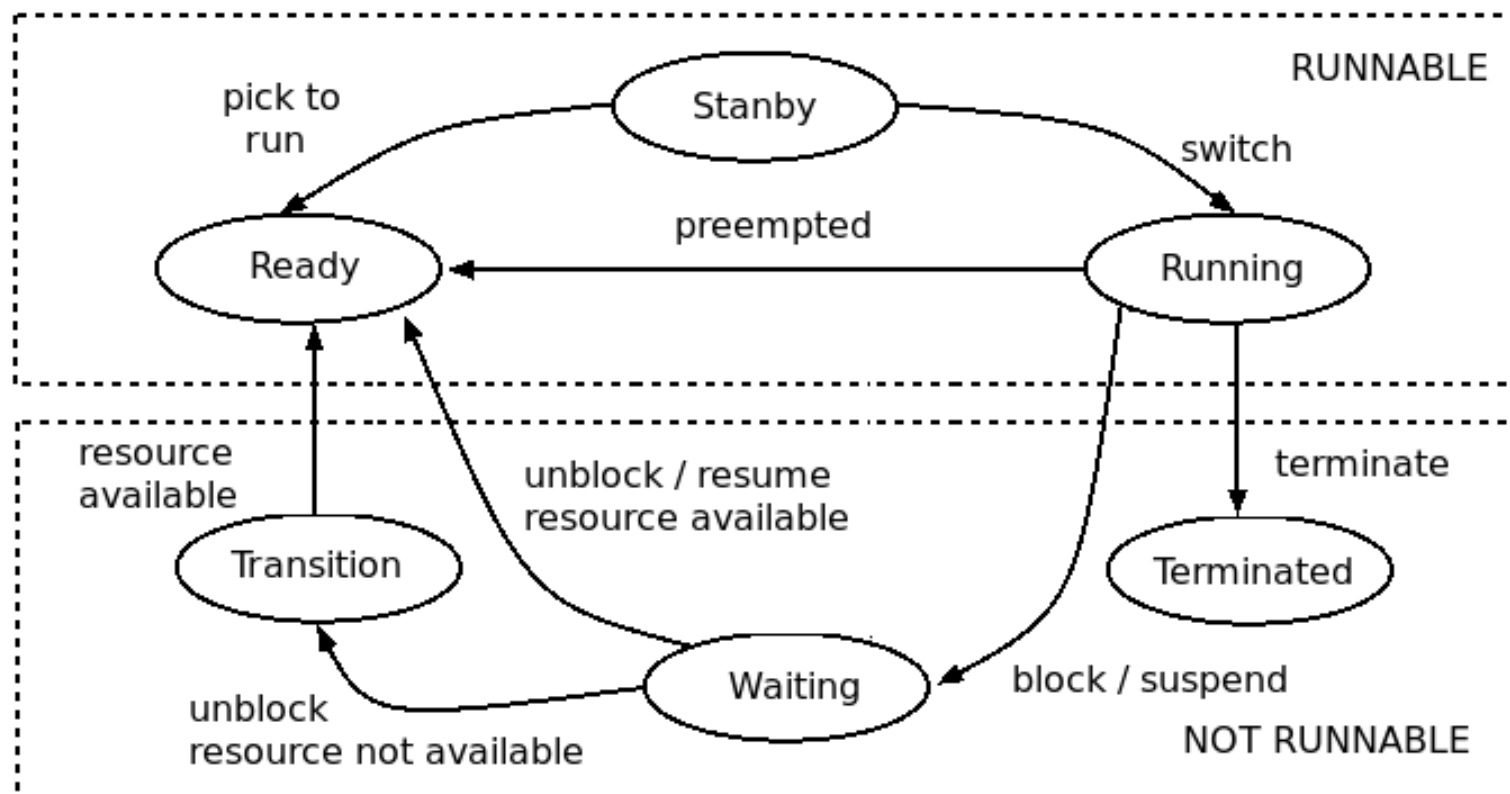 RUNNABLE
Stanby
pick to
run
switch
preempted
Ready
Running
resource
available
unblock / resume
resource available
terminate
Transition
Terminated
Waiting
block / suspend
unblock
resource not available
NOT RUNNABLE